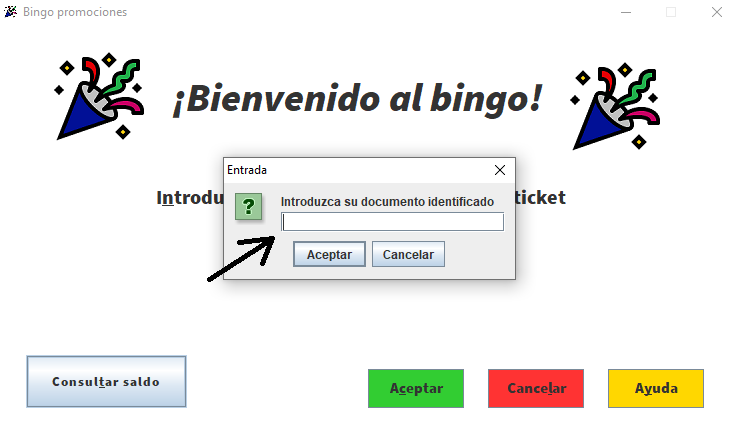 Bingo promociones
¡Bienvenido al bingo!
Entrada
Introdu
ticket
?
Introduzca su documento identificado
Aceptar
Cancelar
Consultar saldo
Aceptar
Cancelar
Ayuda